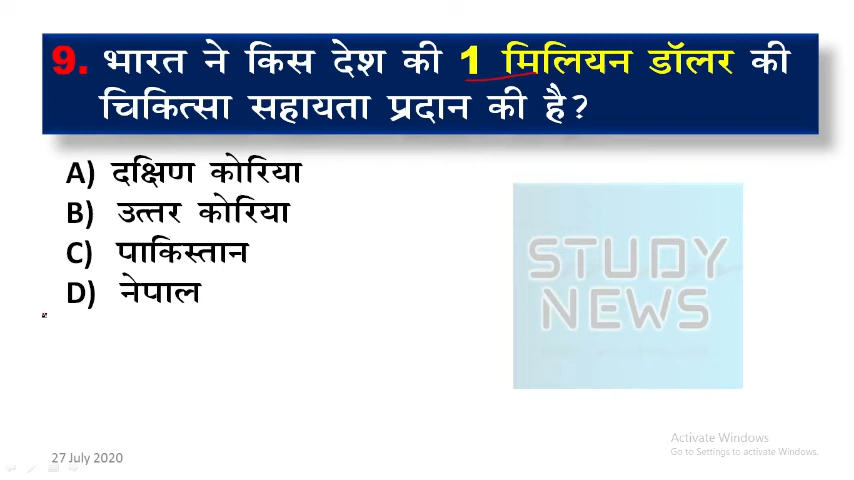 9. भारत ने किस देश की 1 मिलियन डॉलर की
चिकित्सा सहायता प्रदान की है?
A) दक्षिण कोरिया
B) उत्तर कोरिया
C) पाकिस्तान
D) नेपाल
STUDY
NEWS
Activate Windows
Go to Settings to activate Windows.
27 July 2020